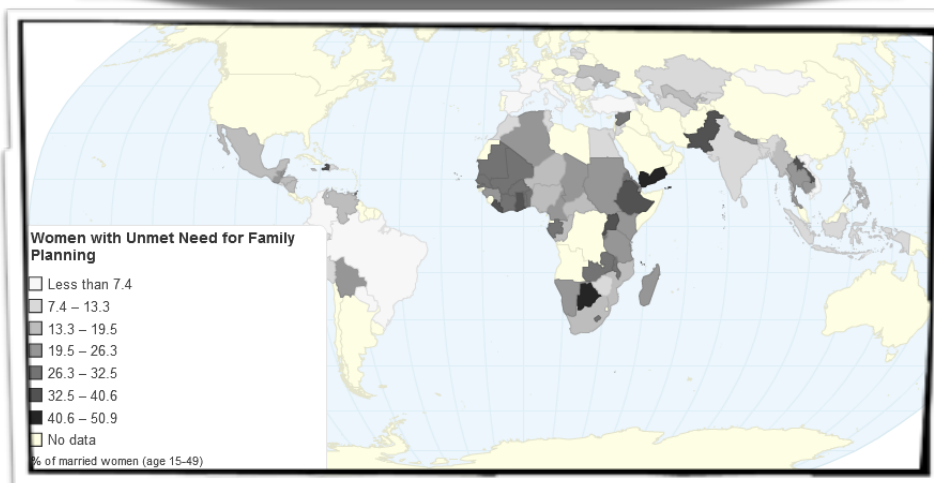 Women with Unmet Need for Family
Planning
Less than 7.4
7.4 – 13.3
13.3 – 19.5
19.5 – 26.3
26.3 – 32.5
32.5 – 40.6
40.6 – 50.9
No data
% of married women (age 15-49)